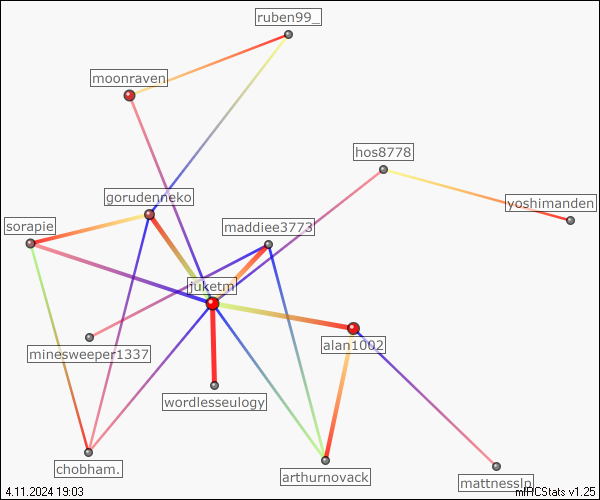 ruben99_
moonraven
hos8778
gorudenneko
yoshimanden
sorapie
maddiee3773
juketm
minesweeper1337
alan1002
wordlesseulogy
chobham.
arthurnovack
mattnessln
4.11.2024 19:03
mIRCStats v1.25